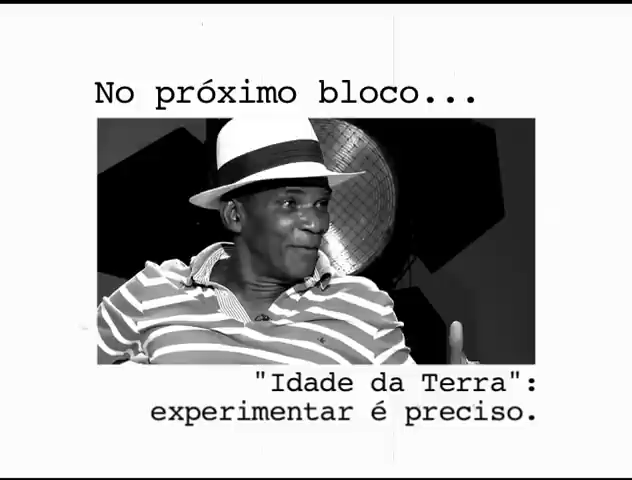 No próximo bloco...
"Idade da Terra":
experimentar é preciso.